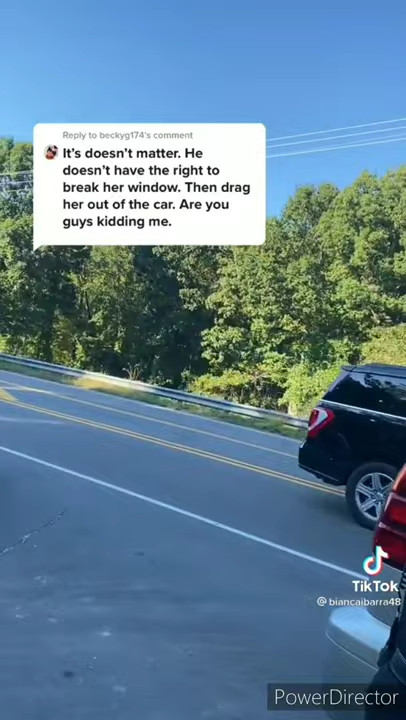 Reply to beckyg174's comment
It's doesn't matter. He
doesn't have the right to
break her window. Then drag
her out of the car. Are you
guys kidding me.
TikTok
@biancaibarra48
PowerDirector